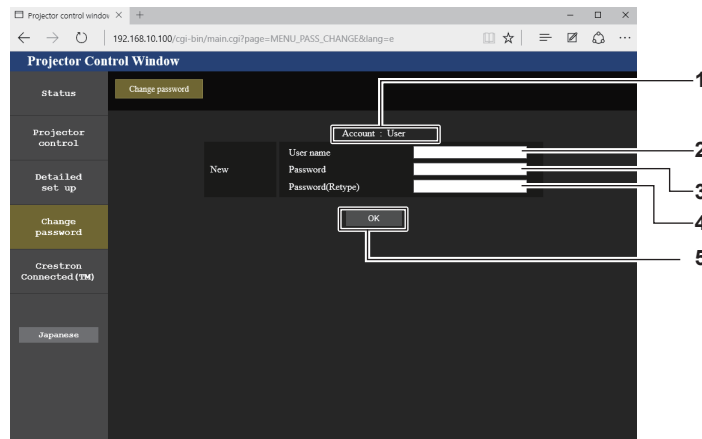 Projector control window
192.168.10.100/cgi-bin/main.cgi?page=MENU_PASS_CHANGE&lang=e
Projector Control Window
Status
Change password
Projector
control
Detailed
set up
Change
password
Crestron
Connected(TM)
Japanese
Account : User
New
User name
Password
Password(Retype)
OK
1
2
3
4
5